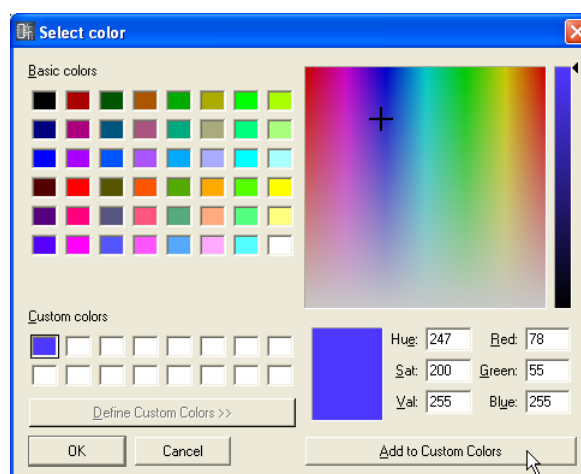 Select color
Basic colors
Custom colors
Define Custom Colors >>
OK Cancel
Hue: 247 Red: 78
Sat: 200 Green: 55
Val: 255 Blue: 255
Add to Custom Colors